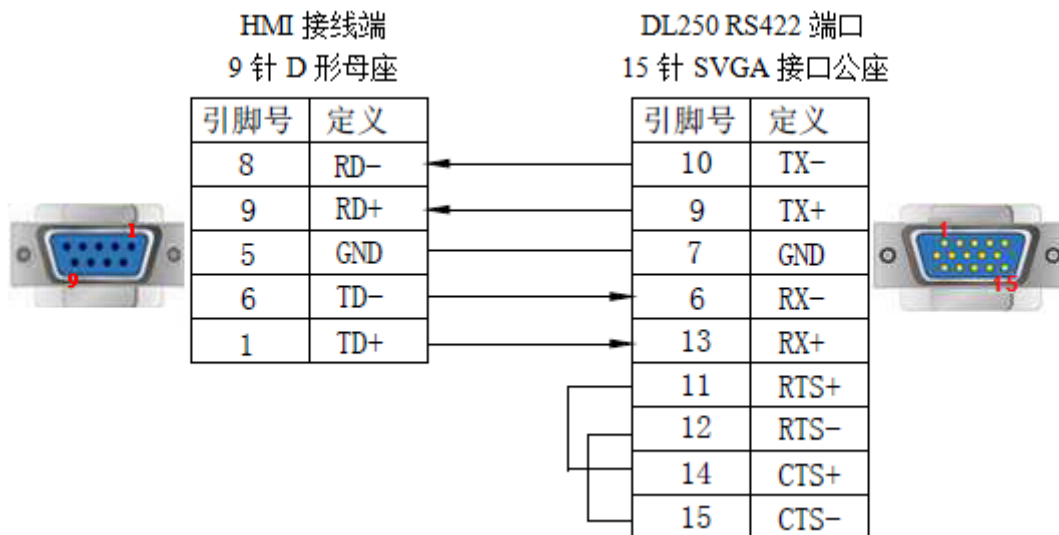 HMI 接线端
9 针 D 形母座
DL250 RS422 端口
15 针 SVGA 接口公座
引脚号 定义
8 RD-
9 RD+
5 GND
6 TD-
1 TD+
引脚号 定义
10 TX-
9 TX+
7 GND
6 RX-
13 RX+
11 RTS+
12 RTS-
14 CTS+
15 CTS-
1
9
1
15